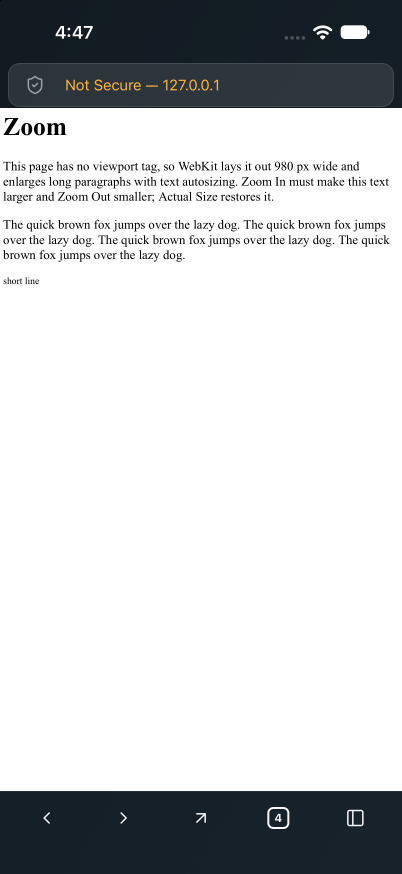 4:47
Not Secure — 127.0.0.1
Zoom
This page has no viewport tag, so WebKit lays it out 980 px wide and
enlarges long paragraphs with text autosizing. Zoom In must make this text
larger and Zoom Out smaller; Actual Size restores it.
The quick brown fox jumps over the lazy dog. The quick brown fox jumps
over the lazy dog. The quick brown fox jumps over the lazy dog. The quick
brown fox jumps over the lazy dog.
short line
4